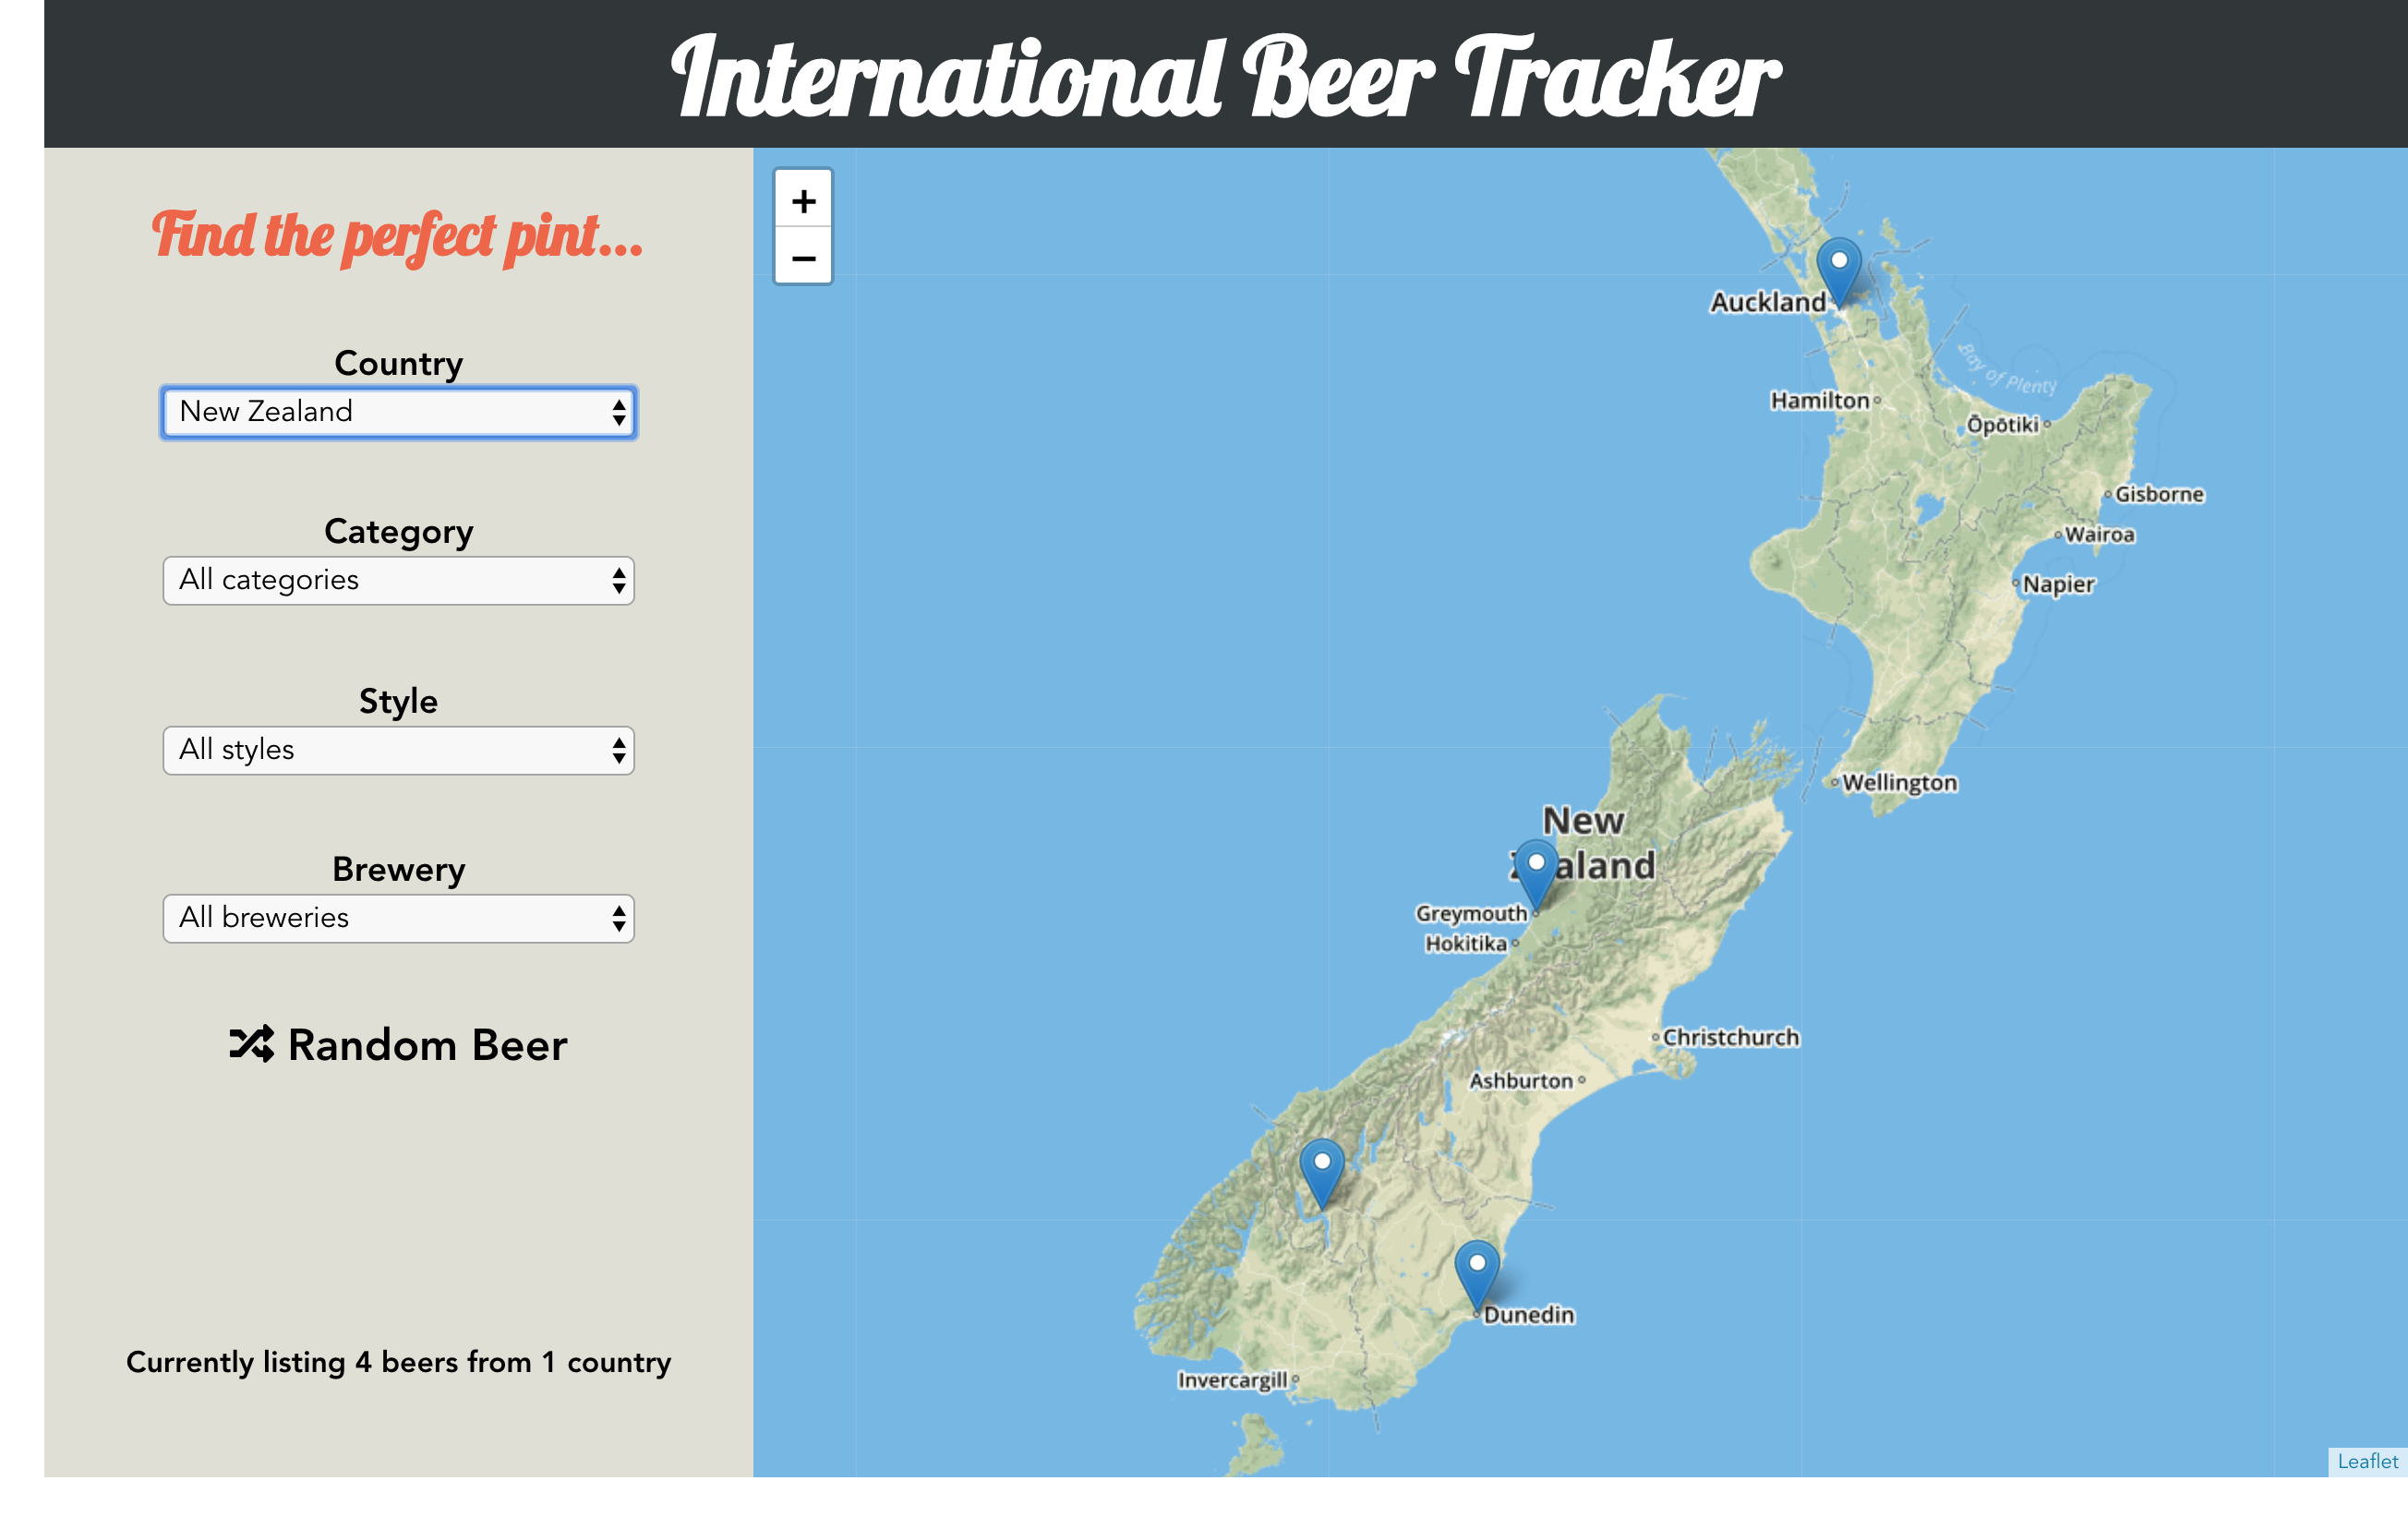 International Beer Tracker
Find the perfect pint...
Country
New Zealand
Category
All categories
Style
All styles
Brewery
All breweries
Random Beer
Currently listing 4 beers from 1 country
+
−
Auckland
Bay of Plenty
Hamilton
Ōpōtiki
Gisborne
Wairoa
Napier
Wellington
New
Zealand
Greymouth
Hokitika
Christchurch
Ashburton
Dunedin
Invercargill
Leaflet